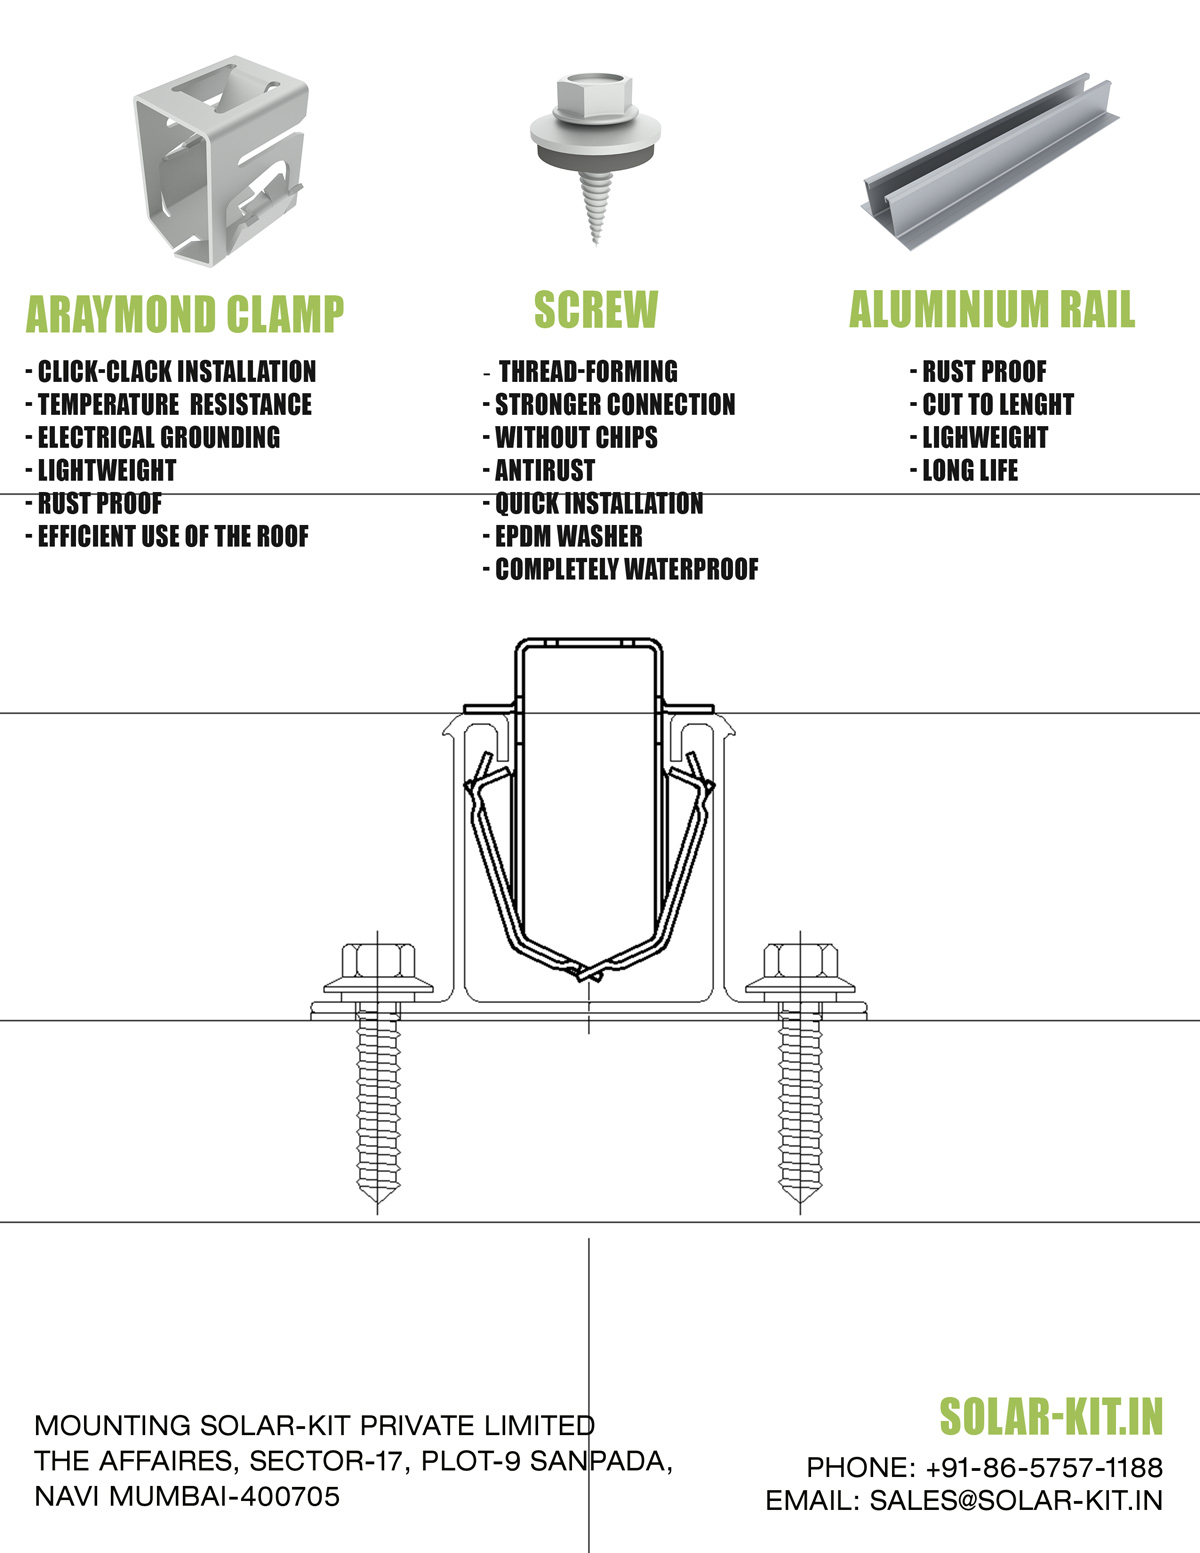 ARAYMOND CLAMP
- CLICK-CLACK INSTALLATION
- TEMPERATURE RESISTANCE
- ELECTRICAL GROUNDING
- LIGHTWEIGHT
- RUST PROOF
- EFFICIENT USE OF THE ROOF
SCREW
- THREAD-FORMING
- STRONGER CONNECTION
- WITHOUT CHIPS
- ANTIRUST
- QUICK INSTALLATION
- EPDM WASHER
- COMPLETELY WATERPROOF
ALUMINIUM RAIL
- RUST PROOF
- CUT TO LENGHT
- LIGHWEIGHT
- LONG LIFE
MOUNTING SOLAR-KIT PRIVATE LIMITED
THE AFFAIRES, SECTOR-17, PLOT-9 SANPADA,
NAVI MUMBAI-400705
SOLAR-KIT.IN
PHONE: +91-86-5757-1188
EMAIL: SALES@SOLAR-KIT.IN